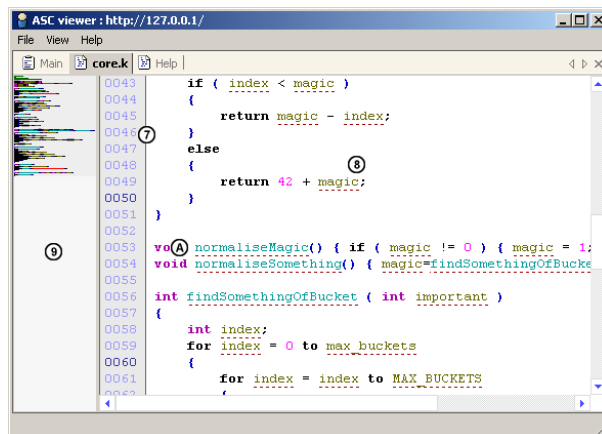 ASC viewer : http://127.0.0.1/
File View Help
Main core.k Help
0043 if ( index < magic )
0044 {
0045 return magic - index;
0046 7 }
0047 else
0048 { 8
0049 return 42 + magic;
0050 }
0051 }
0052
9 0053 vo A normaliseMagic() { if ( magic != 0 ) { magic = 1;
0054 void normaliseSomething() { magic=findSomethingOfBucke
0055
0056 int findSomethingOfBucket ( int important )
0057 {
0058 int index;
0059 for index = 0 to max_buckets
0060 {
0061 for index = index to MAX_BUCKETS
0062 {